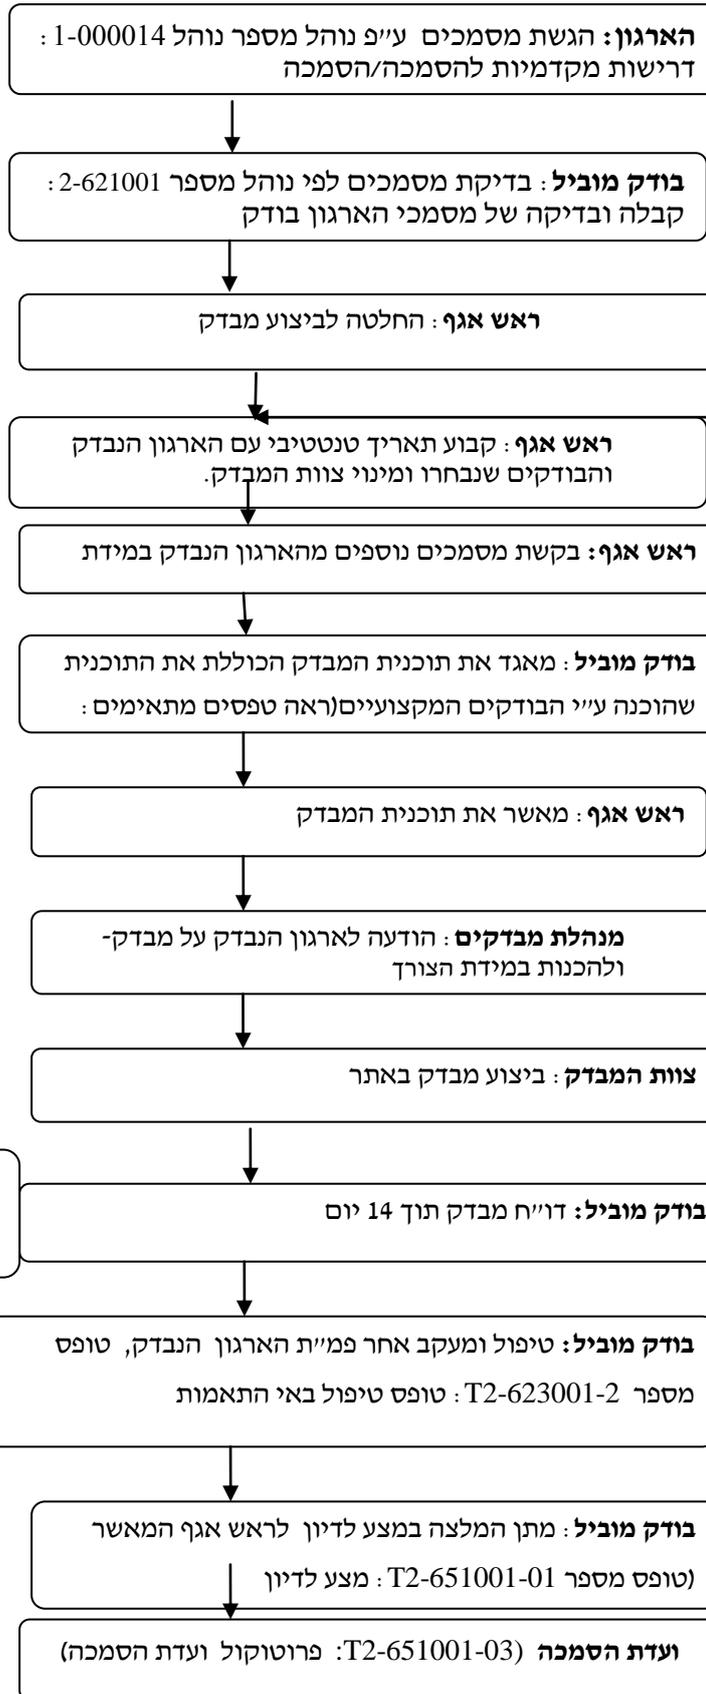 הארגון: הגשת מסמכים ע״פ נוהל מספר נוהל 1-000014:
דרישות מקדמיות להסמכה/הסמכה
בודק מוביל: בדיקת מסמכים לפי נוהל מספר 2-621001:
קבלה ובדיקה של מסמכי הארגון בודק
ראש אגף: החלטה לביצוע מבדק
ראש אגף: קבוע תאריך טנטטיבי עם הארגון הנבדק
והבודקים שנבחרו ומינוי צוות המבדק.
ראש אגף: בקשת מסמכים נוספים מהארגון הנבדק במידת
בודק מוביל: מאגד את תוכנית המבדק הכוללת את התוכנית
שהוכנה ע״י הבודקים המקצועיים(ראה טפסים מתאימים:
ראש אגף: מאשר את תוכנית המבדק
מנהלת מבדקים: הודעה לארגון הנבדק על מבדק-
ולהכנות במידת הצורך
צוות המבדק: ביצוע מבדק באתר
בודק מוביל: דו״ח מבדק תוך 14 יום
בודק מוביל: טיפול ומעקב אחר פמ״ת הארגון הנבדק, טופס
מספר T2-623001-2: טופס טיפול באי התאמות
בודק מוביל: מתן המלצה במצע לדיון לראש אגף המאשר
(טופס מספר T2-651001-01: מצע לדיון
ועדת הסמכה (T2-651001-03: פרוטוקול ועדת הסמכה)